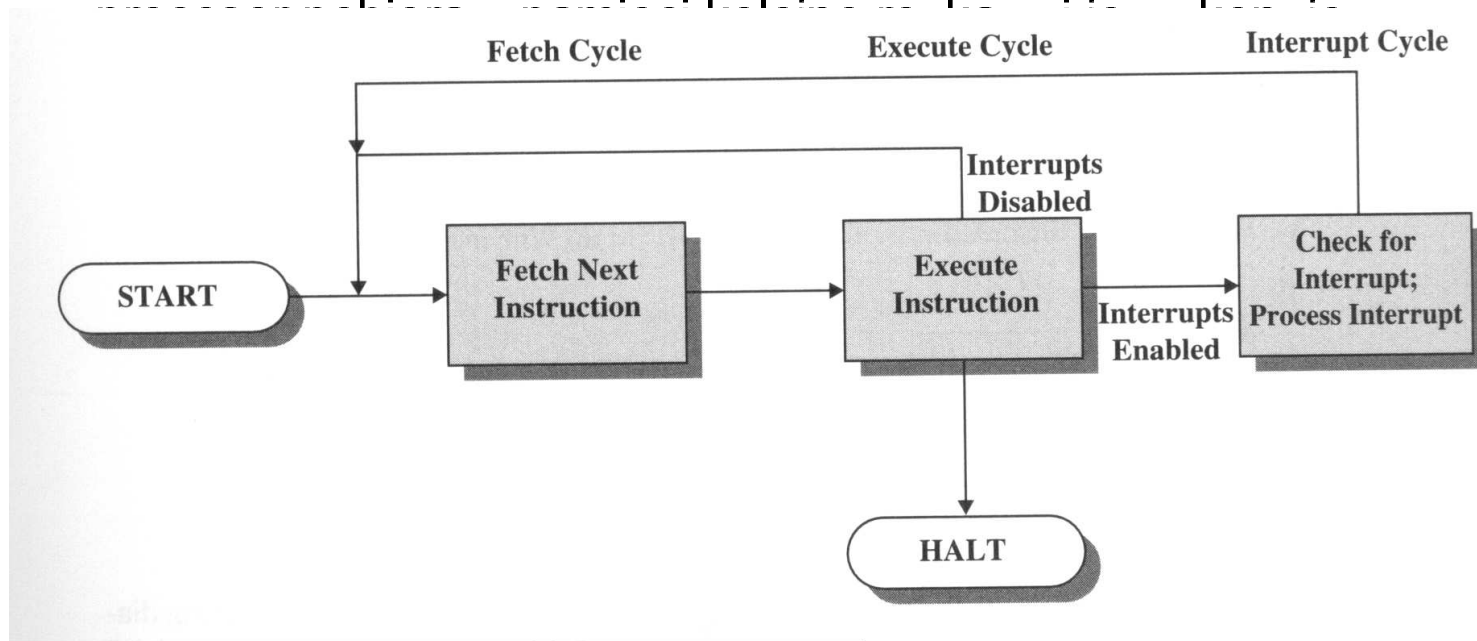 Fetch Cycle
Execute Cycle
Interrupt Cycle
Interrupts
Disabled
START
Fetch Next
Instruction
Execute
Instruction
Interrupts
Enabled
Check for
Interrupt;
Process Interrupt
HALT